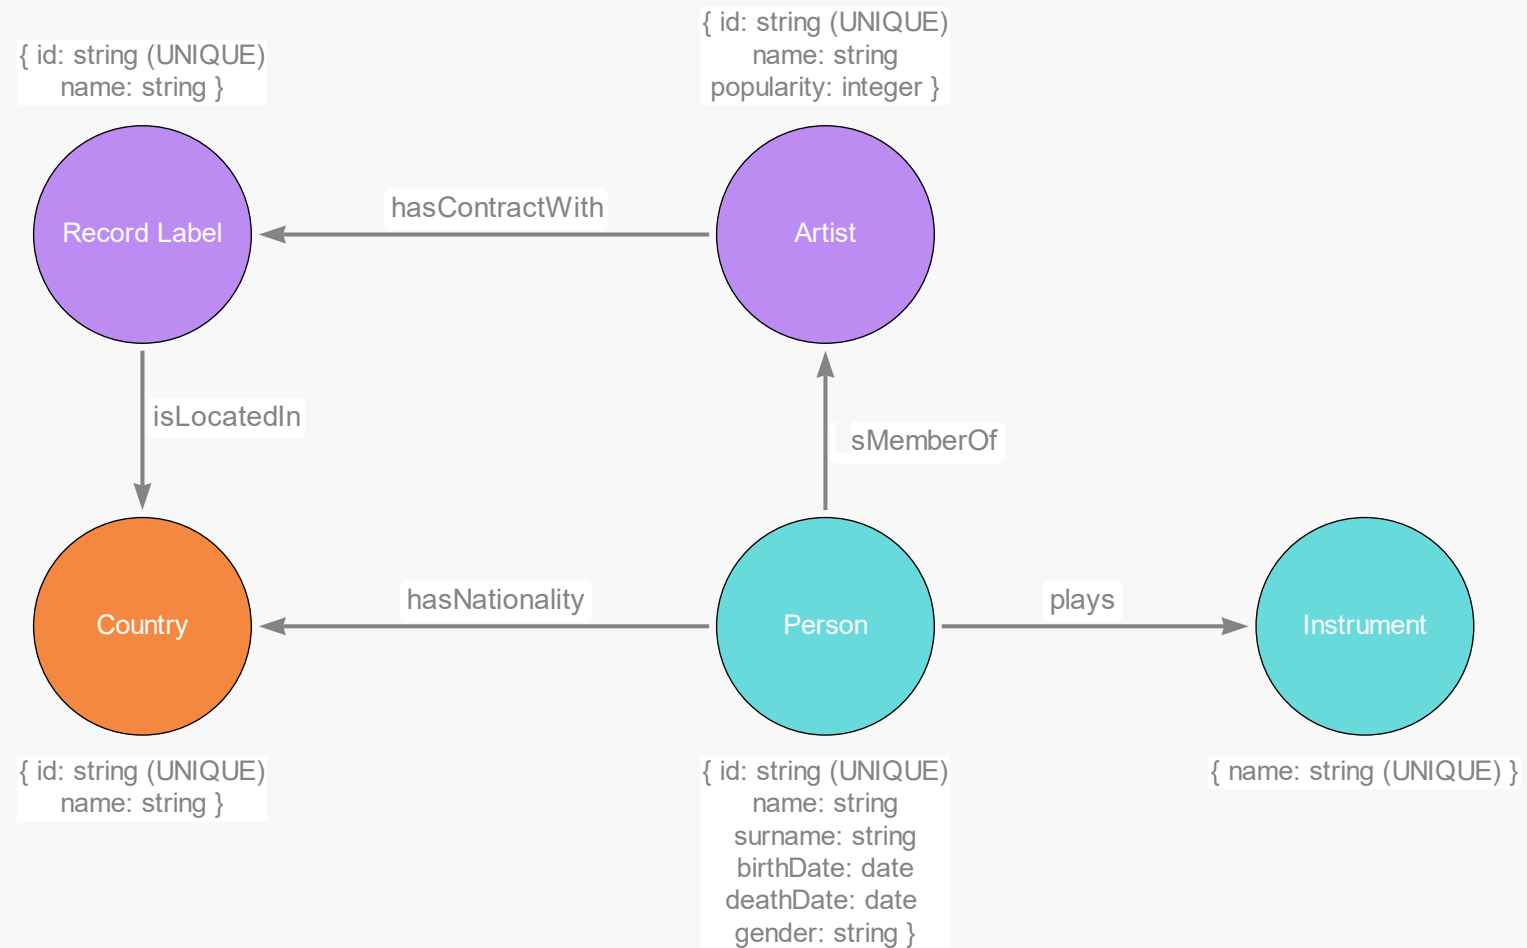 { id: string (UNIQUE)
name: string }
{ id: string (UNIQUE)
name: string
popularity: integer }
Record Label
hasContractWith
Artist
isLocatedIn
sMemberOf
Country
hasNationality
Person
plays
Instrument
{ id: string (UNIQUE)
name: string }
{ id: string (UNIQUE)
name: string
surname: string
birthDate: date
deathDate: date
gender: string }
{ name: string (UNIQUE) }